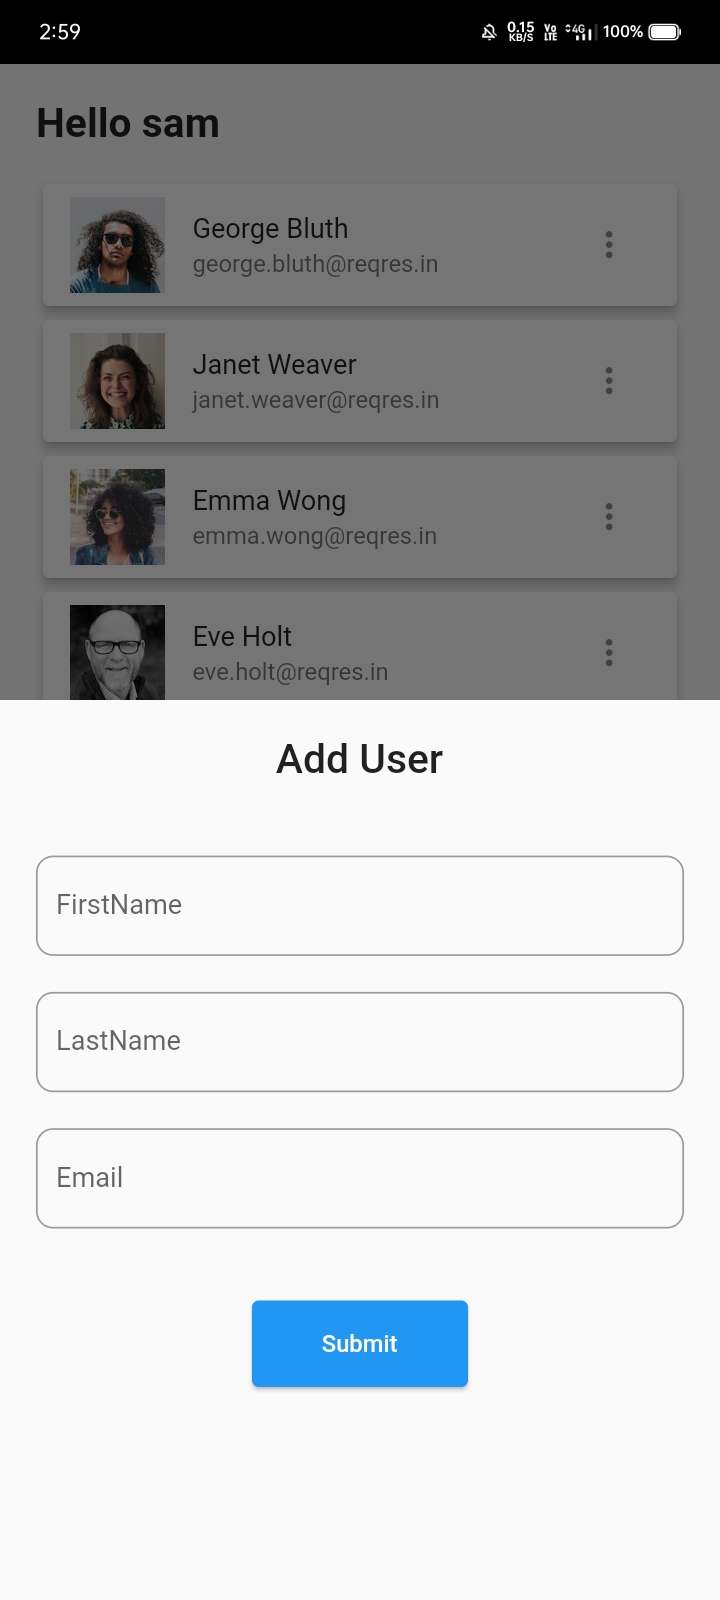 2:59 0.15 KB/S Vo LTE 4G 100%
Hello sam
George Bluth
george.bluth@reqres.in
Janet Weaver
janet.weaver@reqres.in
Emma Wong
emma.wong@reqres.in
Eve Holt
eve.holt@reqres.in
Add User
FirstName
LastName
Email
Submit